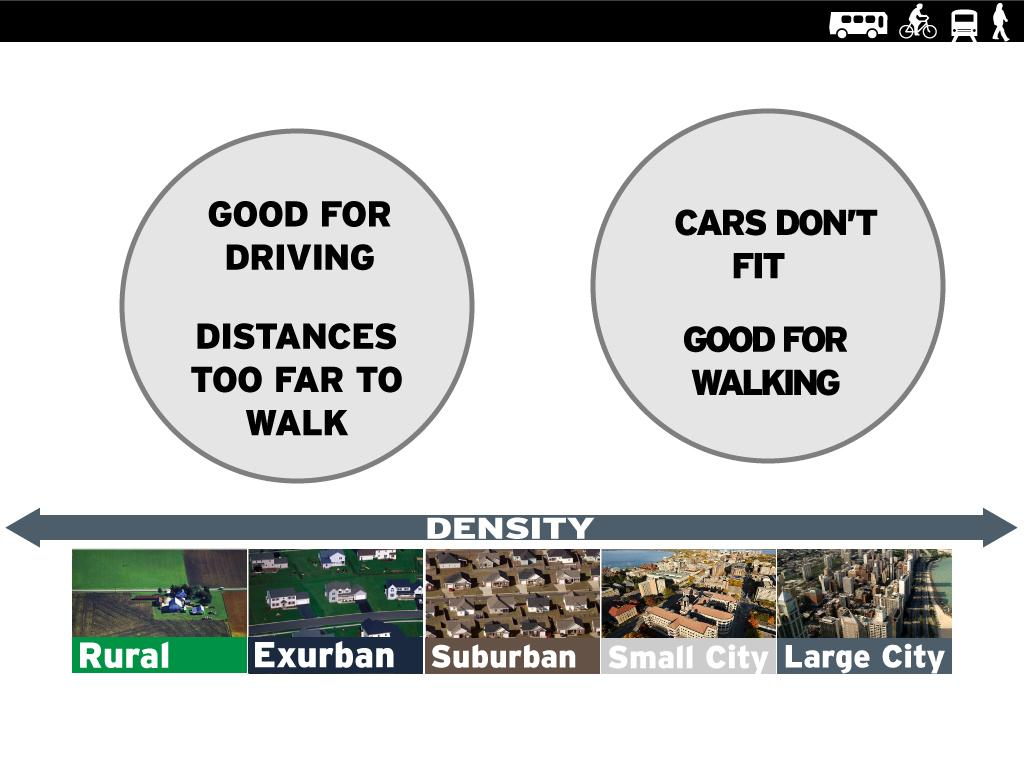 GOOD FOR
DRIVING
DISTANCES
TOO FAR TO
WALK
CARS DON'T
FIT
GOOD FOR
WALKING
DENSITY
Rural
Exurban
Suburban
Small City
Large City